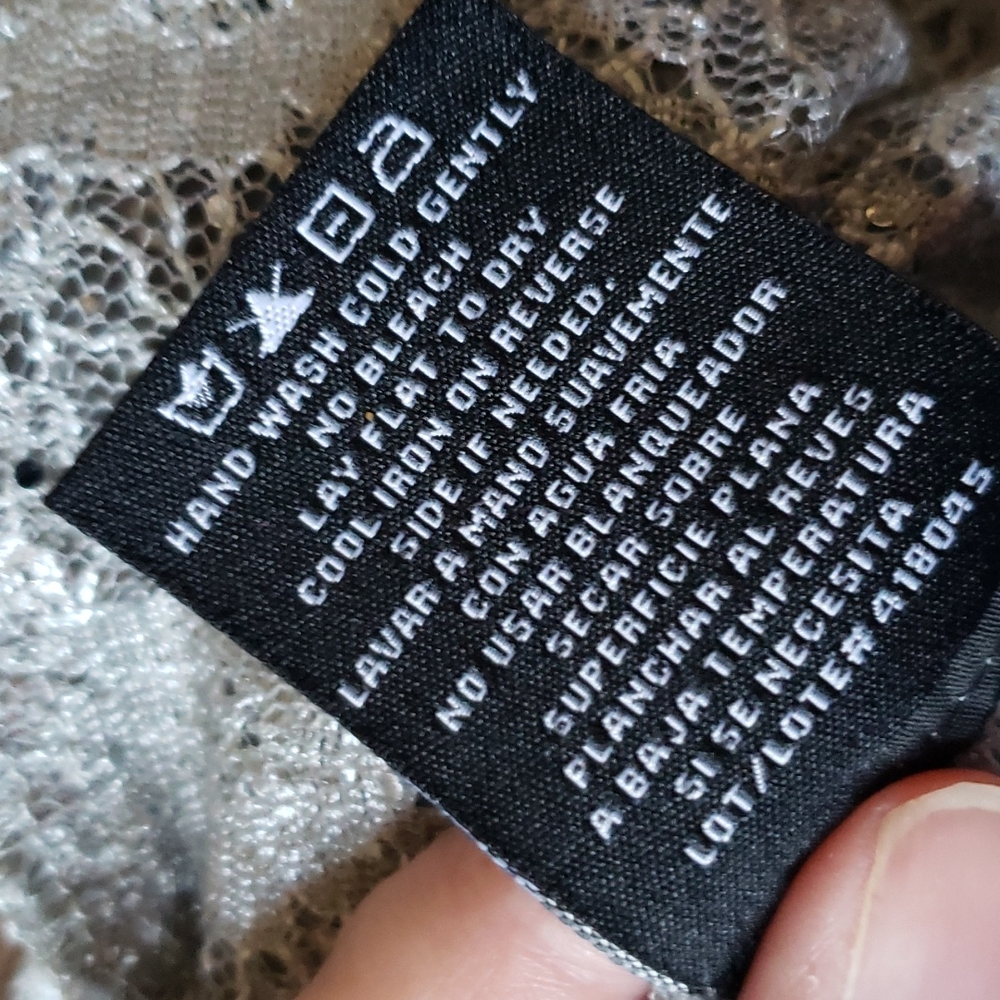 HAND WASH COLD GENTLY
NO BLEACH
LAY FLAT TO DRY
COOL IRON ON REVERSE
SIDE IF NEEDED.
LAVAR A MANO SUAVEMENTE
CON AGUA FRIA
NO USAR BLANQUEADOR
SECAR SOBRE
SUPERFICIE PLANA
PLANCHAR AL REVES
A BAJA TEMPERATURA
SI SE NECESITA
LOT/LOTE# 418045